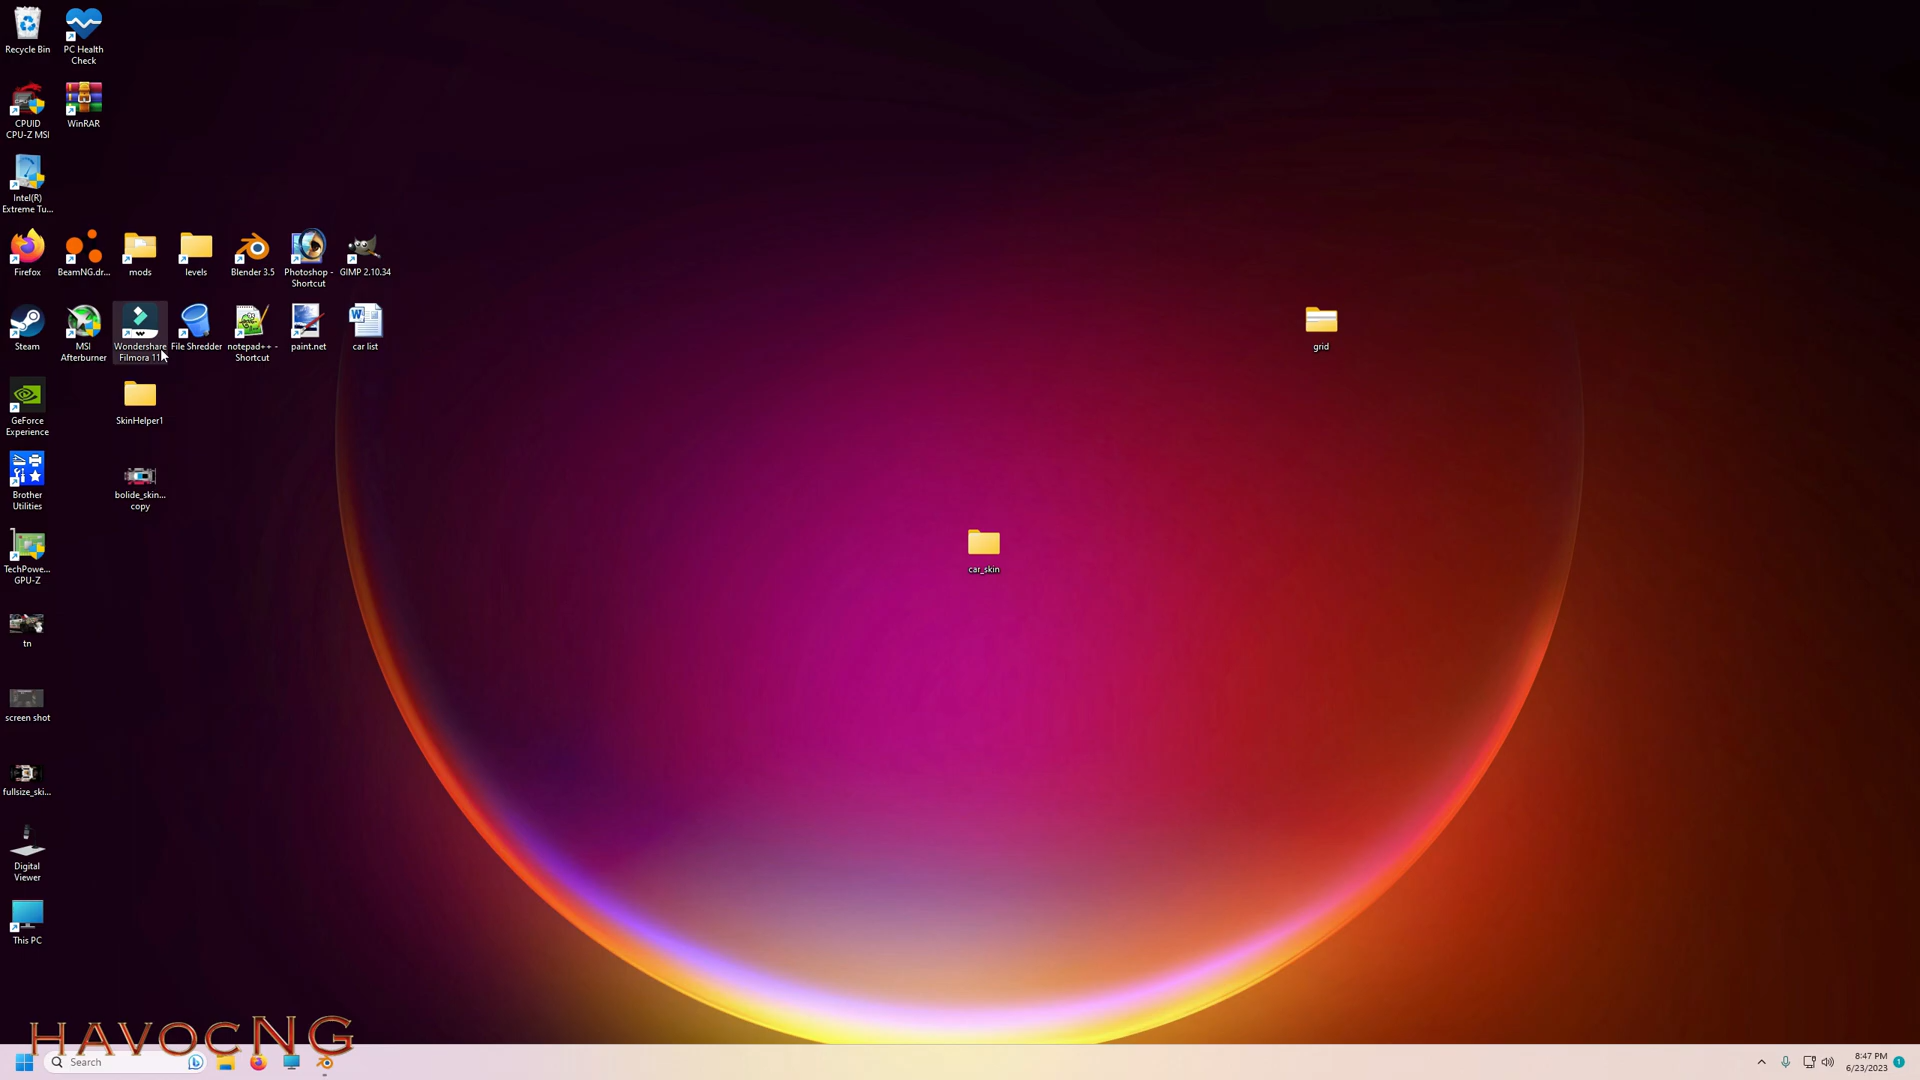 Recycle Bin
PC Health
Check
CPUID
CPU-Z MSI
WinRAR
Intel(R)
Extreme Tu...
Firefox
BeamNG.dr...
mods
levels
Blender 3.5
Photoshop -
Shortcut
GIMP 2.10.34
Steam
MSI
Afterburner
Wondershare
Filmora 11
File Shredder
notepad++ -
Shortcut
paint.net
car list
grid
GeForce
Experience
SkinHelper1
Brother
Utilities
bolide_skin...
copy
TechPowe...
GPU-Z
car_skin
tn
screen shot
fullsize_ski...
Digital
Viewer
This PC
HAVOCNG
Search
8:47 PM
6/23/2023
1